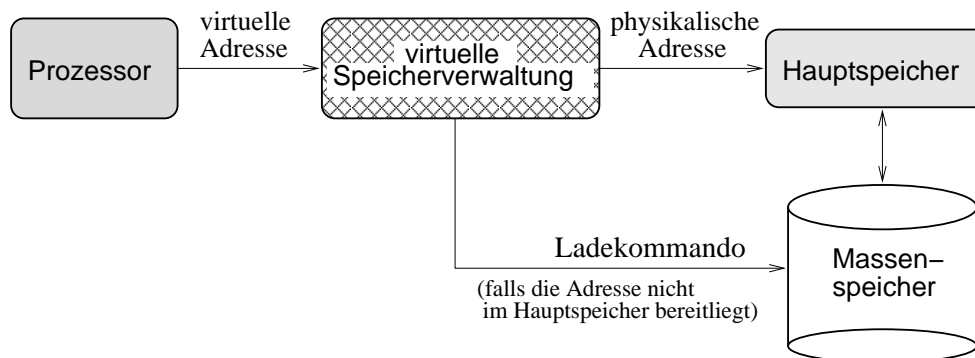 virtuelle
Adresse
physikalische
Adresse
Prozessor
virtuelle
Speicherverwaltung
Hauptspeicher
Ladekommando
(falls die Adresse nicht
im Hauptspeicher bereitliegt)
Massen–
speicher